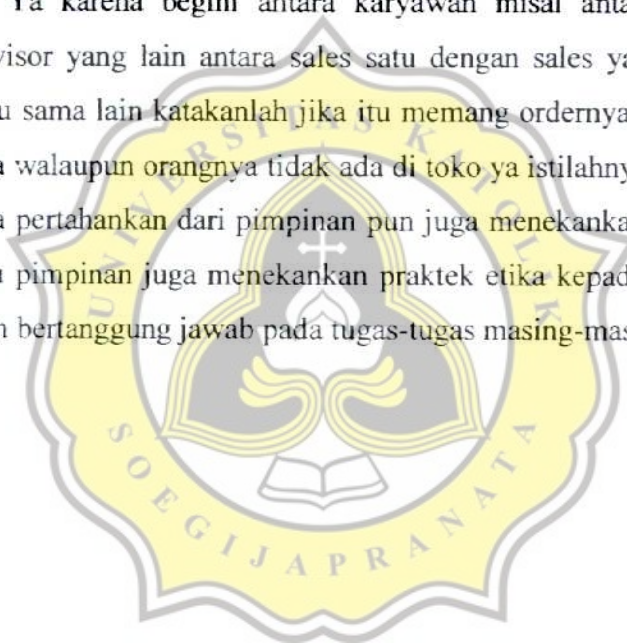 Ya karena begini antara karyawan misal anta
visor yang lain antara sales satu dengan sales ya
u sama lain katakanlah jika itu memang ordernya
a walaupun orangnya tidak ada di toko ya istilahny
a pertahankan dari pimpinan pun juga menekanka
u pimpinan juga menekankan praktek etika kepad
n bertanggung jawab pada tugas-tugas masing-mas
UNIVERSITAS KATOLIK
SOEGIJAPRANATA